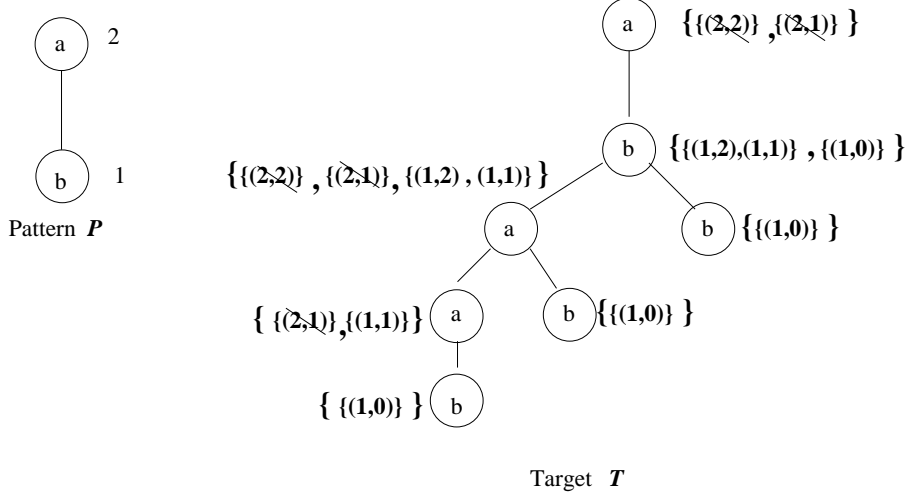 a {{(2,2)} ,{(2,1)} }
a 2
b {{(1,2),(1,1)} , {(1,0)} }
{{(2,2)} , {(2,1)}, {(1,2) , (1,1)} }
b 1
Pattern P
a
b {{(1,0)} }
{ {(2,1)},{(1,1)}} a
b {{(1,0)} }
{ {(1,0)} } b
Target T